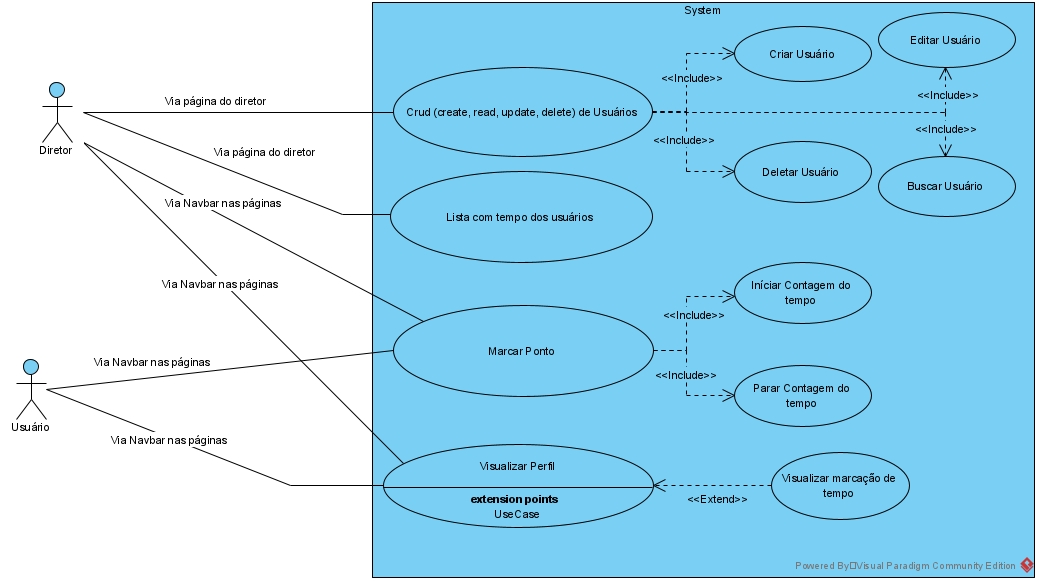 System
Editar Usuário
Criar Usuário
<<Include>>
<<Include>>
Via página do diretor
Crud (create, read, update, delete) de Usuários
<<Include>>
<<Include>>
Diretor
Via página do diretor
Deletar Usuário
Buscar Usuário
Via Navbar nas páginas
Lista com tempo dos usuários
Via Navbar nas páginas
Iníciar Contagem do
tempo
<<Include>>
Marcar Ponto
Via Navbar nas páginas
<<Include>>
Parar Contagem do
tempo
Usuário
Via Navbar nas páginas
Visualizar Perfil
extension points
UseCase
Visualizar marcação de
tempo
<<Extend>>
Powered By Visual Paradigm Community Edition